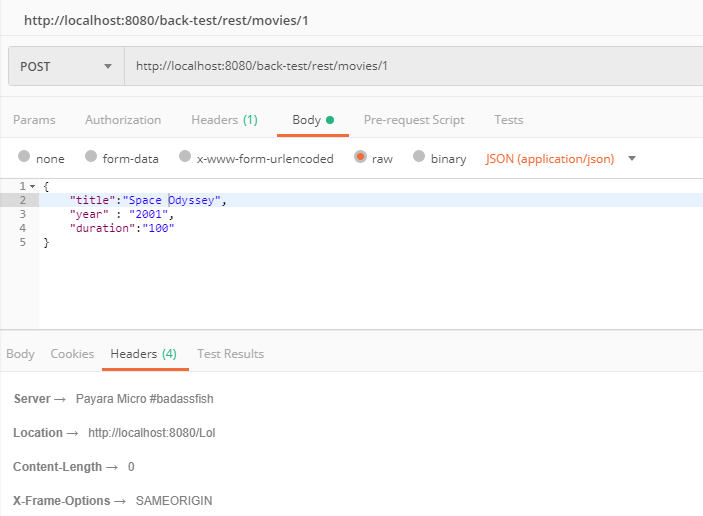 http://localhost:8080/back-test/rest/movies/1
POST http://localhost:8080/back-test/rest/movies/1
Params Authorization Headers (1) Body Pre-request Script Tests
none form-data x-www-form-urlencoded raw binary JSON (application/json)
1 {
2 "title":"Space Odyssey",
3 "year" : "2001",
4 "duration":"100"
5 }
Body Cookies Headers (4) Test Results
Server → Payara Micro #badassfish
Location → http://localhost:8080/Lol
Content-Length → 0
X-Frame-Options → SAMEORIGIN